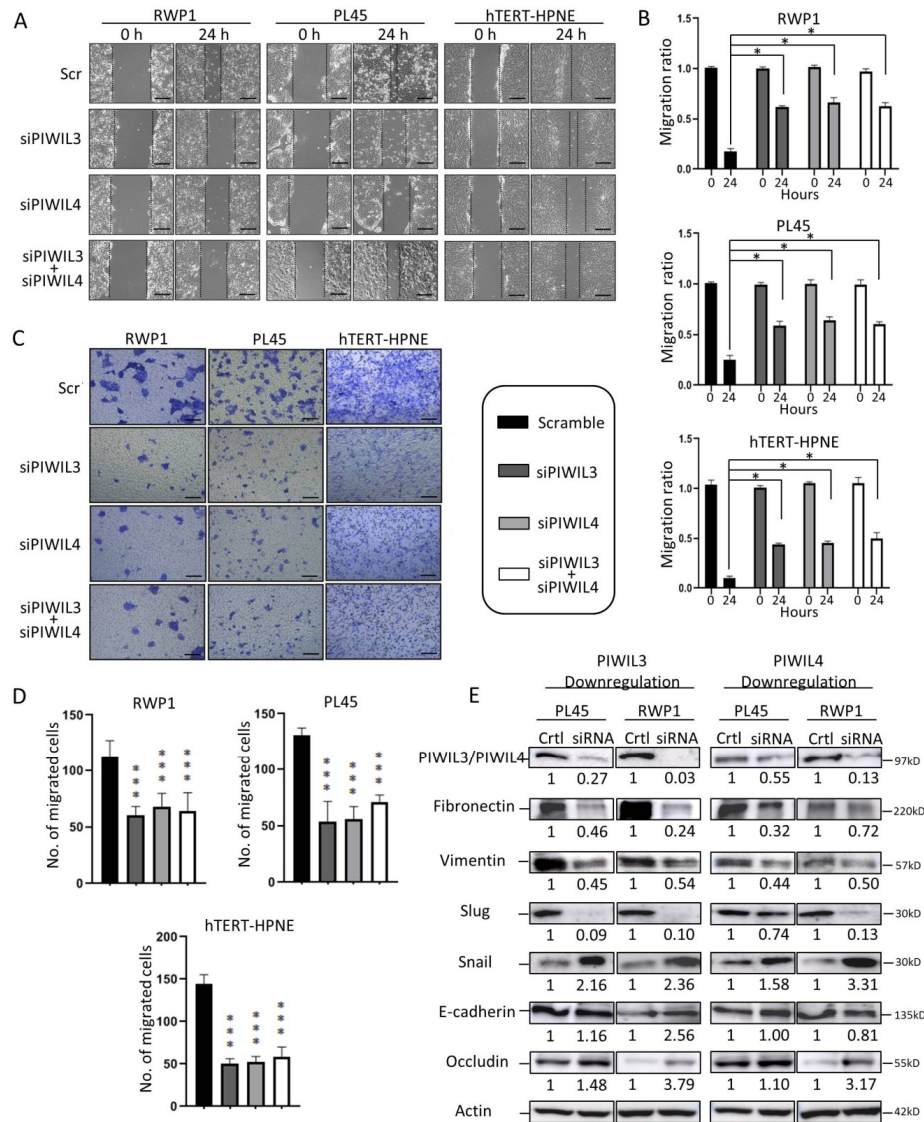 A
RWP1 PL45 hTERT-HPNE
0 h 24 h 0 h 24 h 0 h 24 h
Scr
siPIWIL3
siPIWIL4
siPIWIL3
+
siPIWIL4
B
RWP1
Migration ratio
* * *
1.5
1.0
0.5
0.0
0 24 0 24 0 24 0 24
Hours
PL45
Migration ratio
* * *
1.5
1.0
0.5
0.0
0 24 0 24 0 24 0 24
Hours
hTERT-HPNE
Migration ratio
* * *
1.5
1.0
0.5
0.0
0 24 0 24 0 24 0 24
Hours
C
RWP1 PL45 hTERT-HPNE
Scr
siPIWIL3
siPIWIL4
siPIWIL3
+
siPIWIL4
Scramble
siPIWIL3
siPIWIL4
siPIWIL3
+
siPIWIL4
D
RWP1
No. of migrated cells
150
100
50
0
*** *** ***
PL45
No. of migrated cells
150
100
50
0
*** *** ***
hTERT-HPNE
No. of migrated cells
200
150
100
50
0
*** *** ***
E
PIWIL3 PIWIL4
Downregulation Downregulation
PL45 RWP1 PL45 RWP1
Crtl siRNA Crtl siRNA Crtl siRNA Crtl siRNA
PIWIL3/PIWIL4 97kD
1 0.27 1 0.03 1 0.55 1 0.13
Fibronectin 220kD
1 0.46 1 0.24 1 0.32 1 0.72
Vimentin 57kD
1 0.45 1 0.54 1 0.44 1 0.50
Slug 30kD
1 0.09 1 0.10 1 0.74 1 0.13
Snail 30kD
1 2.16 1 2.36 1 1.58 1 3.31
E-cadherin 135kD
1 1.16 1 2.56 1 1.00 1 0.81
Occludin 55kD
1 1.48 1 3.79 1 1.10 1 3.17
Actin 42kD